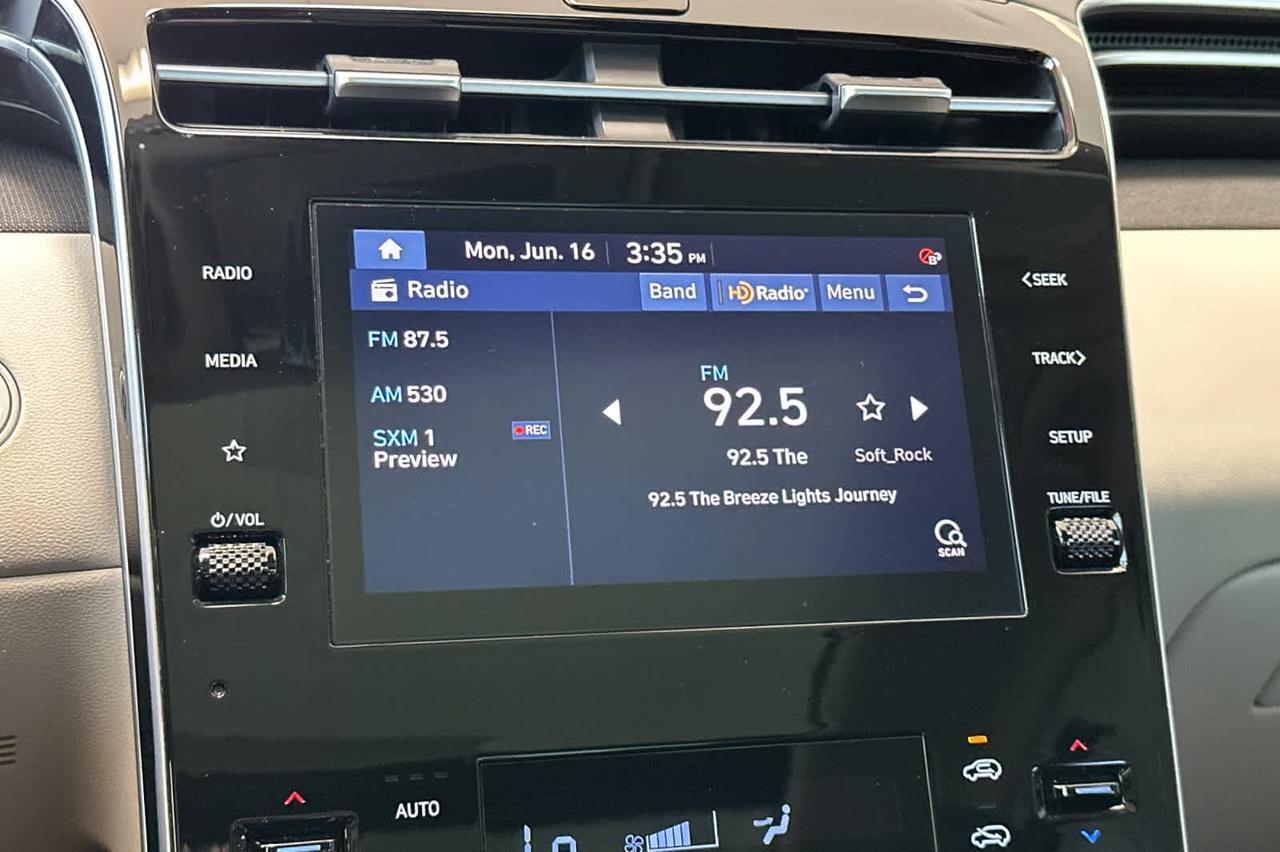 Mon, Jun. 16 3:35 PM
RADIO
<SEEK
Radio Band HD Radio Menu
FM 87.5
MEDIA
TRACK>
FM
AM 530
92.5
SXM 1 REC
Preview
92.5 The Soft_Rock
SETUP
92.5 The Breeze Lights Journey
/VOL
TUNE/FILE
SCAN
AUTO